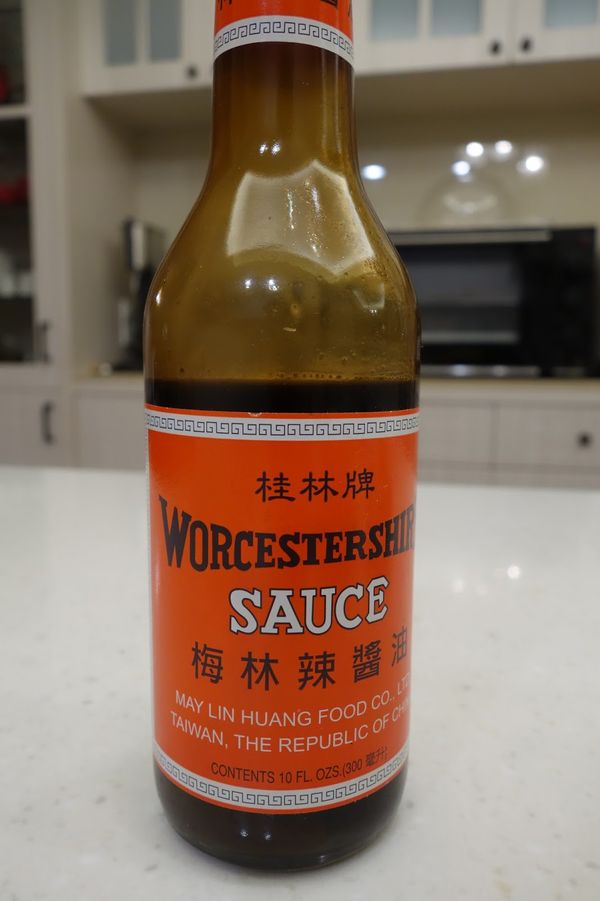 桂林牌
WORCESTERSHIR
SAUCE
梅林辣醬油
MAY LIN HUANG FOOD CO., LT
TAIWAN, THE REPUBLIC OF CHI
CONTENTS 10 FL. OZS.(300 毫升)